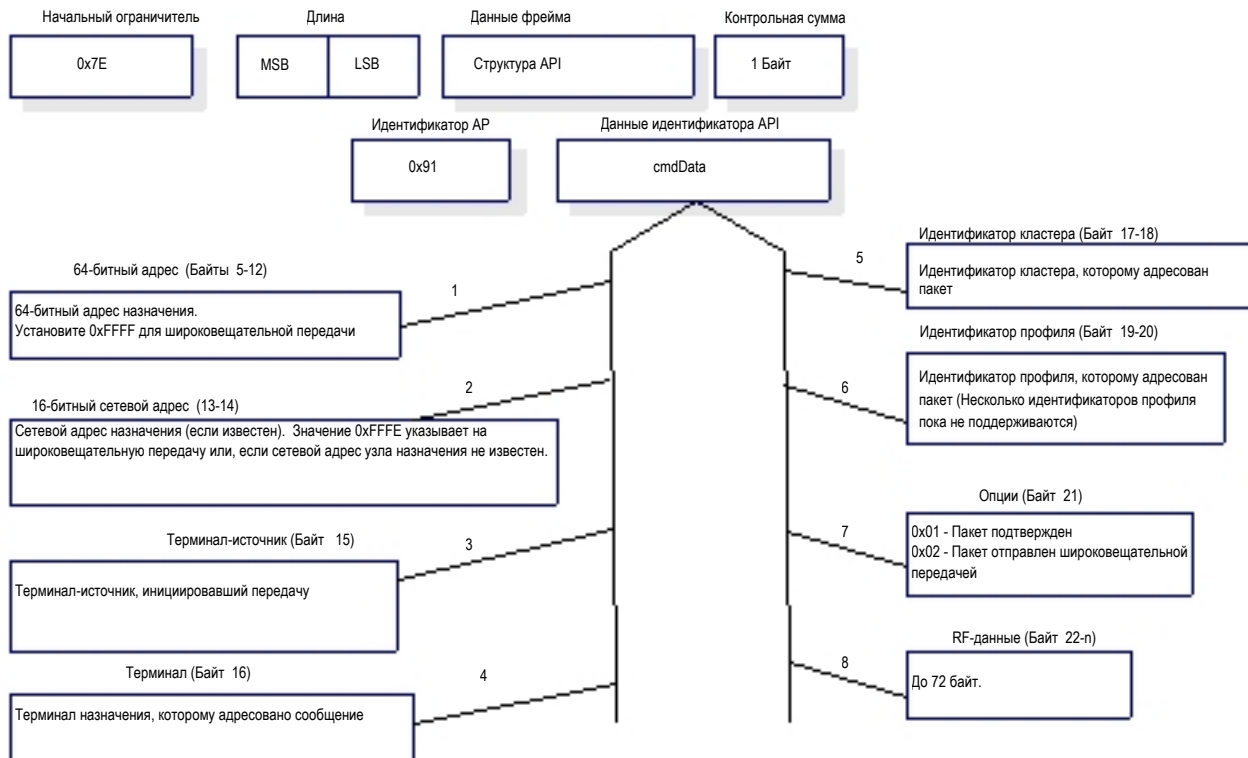 Начальный ограничитель
Длина
Данные фрейма
Контрольная сумма
0x7E
MSB
LSB
Структура API
1 Байт
Идентификатор AP
Данные идентификатора API
0x91
cmdData
64-битный адрес (Байты 5-12)
1
64-битный адрес назначения.
Установите 0xFFFF для широковещательной передачи
2
16-битный сетевой адрес (13-14)
Сетевой адрес назначения (если известен). Значение 0xFFFE указывает на
широковещательную передачу или, если сетевой адрес узла назначения не известен.
Терминал-источник (Байт 15)
3
Терминал-источник, инициировавший передачу
Терминал (Байт 16)
4
Терминал назначения, которому адресовано сообщение
Идентификатор кластера (Байт 17-18)
5
Идентификатор кластера, которому адресован
пакет
Идентификатор профиля (Байт 19-20)
6
Идентификатор профиля, которому адресован
пакет (Несколько идентификаторов профиля
пока не поддерживаются)
Опции (Байт 21)
7
0x01 - Пакет подтвержден
0x02 - Пакет отправлен широковещательной
передачей
RF-данные (Байт 22-n)
8
До 72 байт.